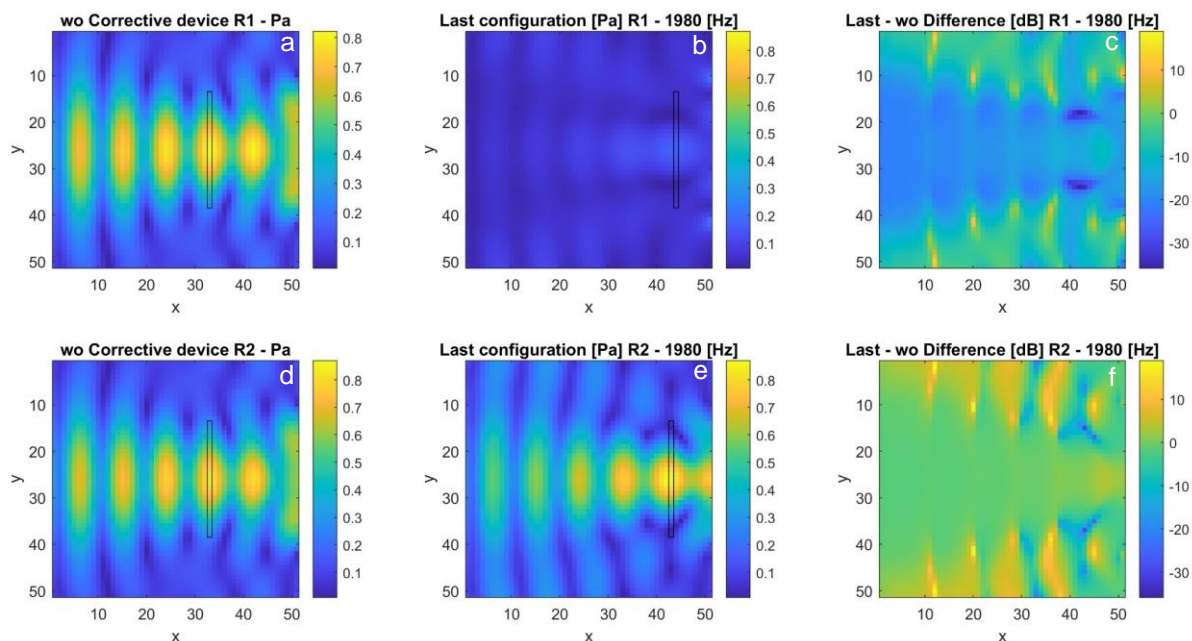 wo Corrective device R1 - Pa
a
0.8
0.7
0.6
0.5
0.4
0.3
0.2
0.1
10
20
30
40
50
y
10 20 30 40 50
x
Last configuration [Pa] R1 - 1980 [Hz]
b
0.8
0.7
0.6
0.5
0.4
0.3
0.2
0.1
10
20
30
40
50
y
10 20 30 40 50
x
Last - wo Difference [dB] R1 - 1980 [Hz]
c
10
0
-10
-20
-30
10
20
30
40
50
y
10 20 30 40 50
x
wo Corrective device R2 - Pa
d
0.8
0.7
0.6
0.5
0.4
0.3
0.2
0.1
10
20
30
40
50
y
10 20 30 40 50
x
Last configuration [Pa] R2 - 1980 [Hz]
e
0.8
0.7
0.6
0.5
0.4
0.3
0.2
0.1
10
20
30
40
50
y
10 20 30 40 50
x
Last - wo Difference [dB] R2 - 1980 [Hz]
f
10
0
-10
-20
-30
10
20
30
40
50
y
10 20 30 40 50
x